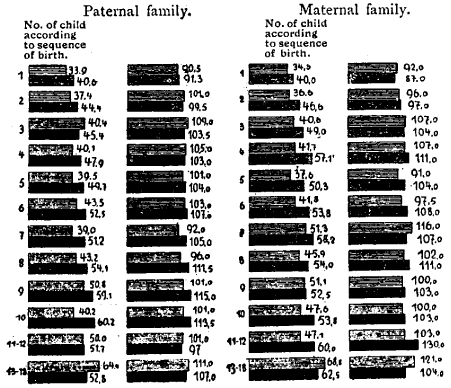 Paternal family. Maternal family.
No. of child according to sequence of birth. No. of child according to sequence of birth.
1 33,9 90,5 1 34,5 92,0
40,6 91.3 40,0 87.0
2 37,4 101,0 2 36,6 96,0
44,4 99,5 46,6 97,0
3 40,4 109,0 3 40,6 107,0
45,4 103,5 49,0 104,0
4 40,1 105,0 4 41,7 107,0
47,9 103,0 57.1 111,0
5 39,5 101,0 5 37,6 91,0
49,7 104,0 50,3 104,0
6 43,5 103,0 6 41,8 97,5
52,5 107,0 53,8 108,0
7 39,0 92,0 7 51,3 116,0
51,2 105,0 58,2 107,0
8 43,2 96,0 8 45,9 102,0
54,1 111,5 54,0 111,0
9 50,8 101,0 9 51,1 100,0
59,1 115,0 52,5 103,0
10 40,2 101,0 10 47,6 100,0
60,2 113,5 53,8 103,0
11-12 50,0 101,0 11-12 47,1 103,0
51,7 97 60,0 130,0
13-18 64,0 111,0 13-18 68,8 121,0
52,8 107,0 62,5 104,0